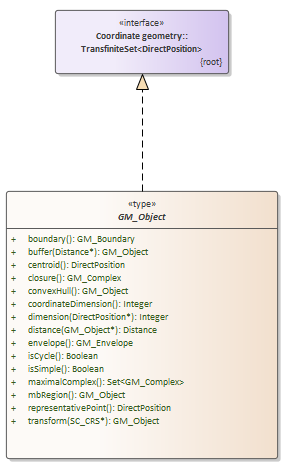 «interface»
Coordinate geometry::
TransfiniteSet<DirectPosition>
{root}
«type»
GM_Object
+ boundary(): GM_Boundary
+ buffer(Distance*): GM_Object
+ centroid(): DirectPosition
+ closure(): GM_Complex
+ convexHull(): GM_Object
+ coordinateDimension(): Integer
+ dimension(DirectPosition*): Integer
+ distance(GM_Object*): Distance
+ envelope(): GM_Envelope
+ isCycle(): Boolean
+ isSimple(): Boolean
+ maximalComplex(): Set<GM_Complex>
+ mbRegion(): GM_Object
+ representativePoint(): DirectPosition
+ transform(SC_CRS*): GM_Object